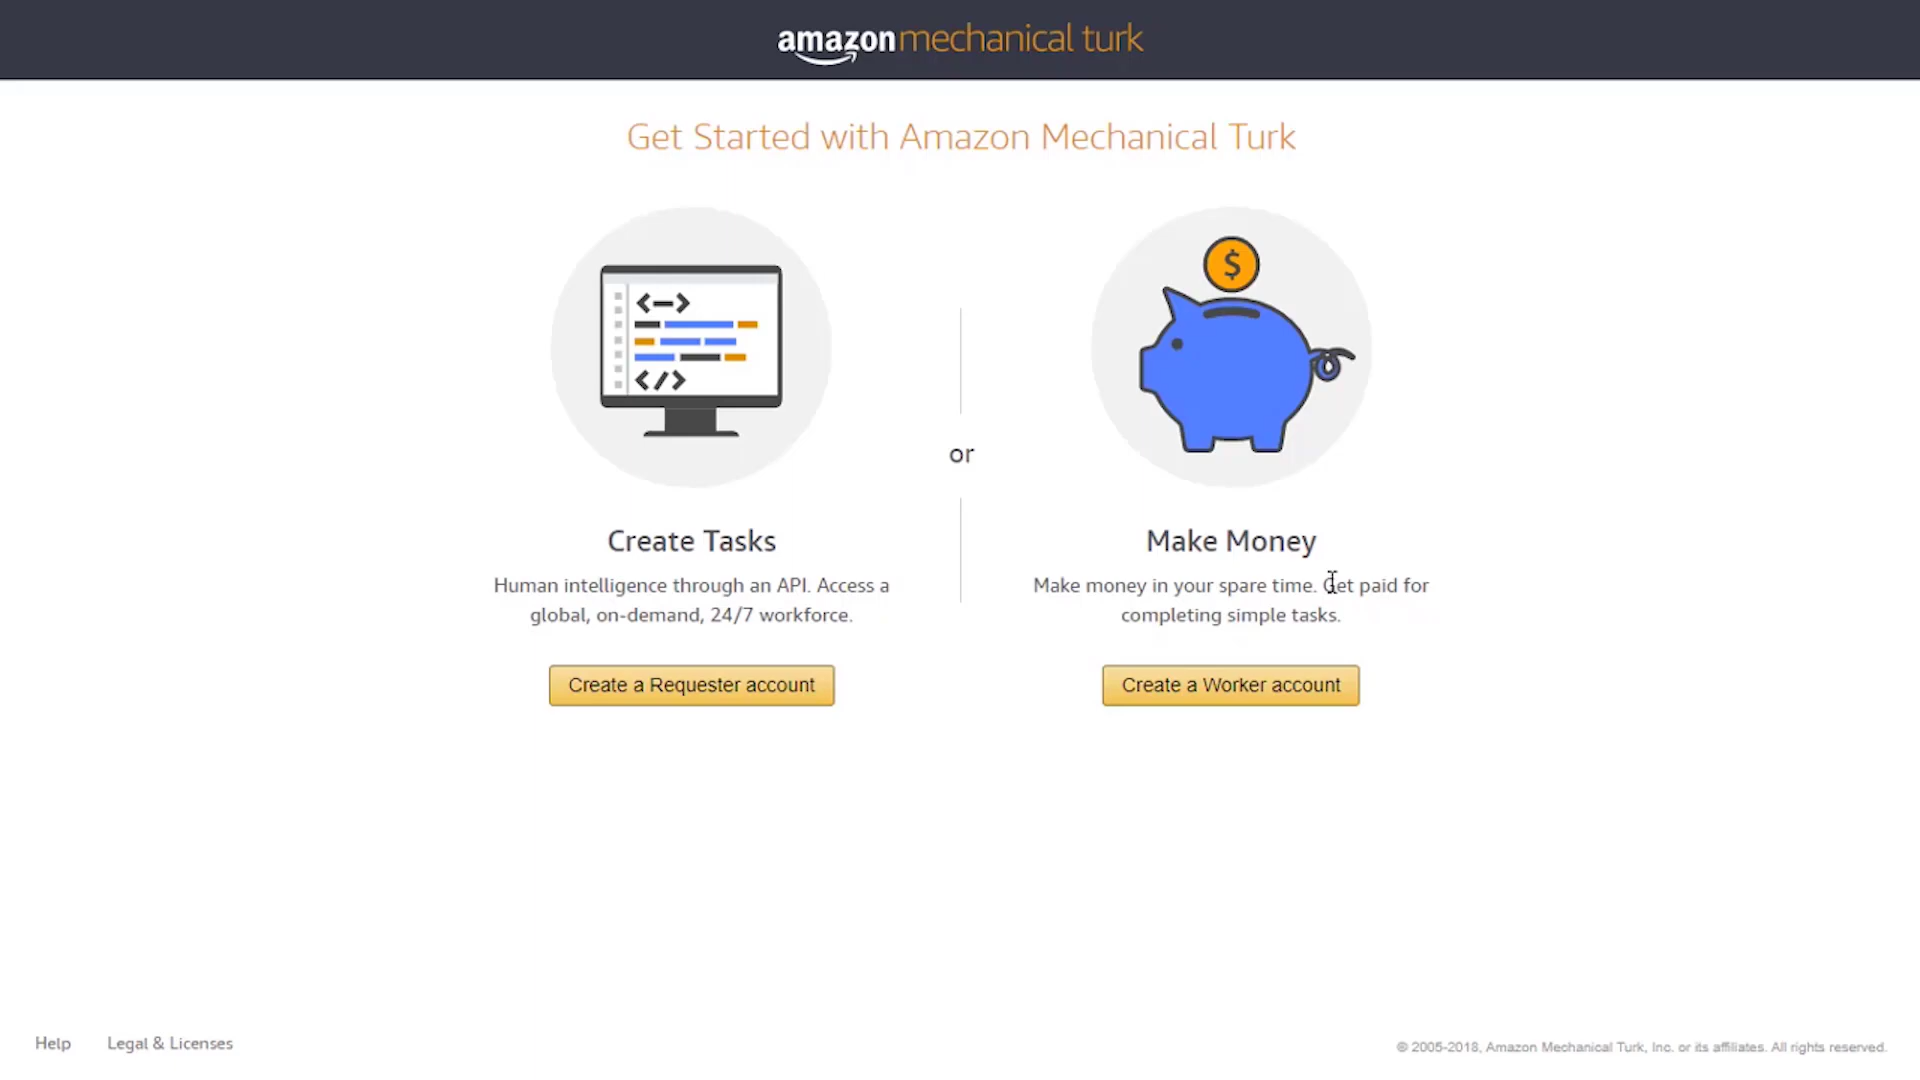 amazon mechanical turk
Get Started with Amazon Mechanical Turk
$
<->
</>
or
Create Tasks
Human intelligence through an API. Access a
global, on-demand, 24/7 workforce.
Create a Requester account
Make Money
Make money in your spare time. Get paid for
completing simple tasks.
Create a Worker account
Help
Legal & Licenses
© 2005-2018, Amazon Mechanical Turk, Inc. or its affiliates. All rights reserved.